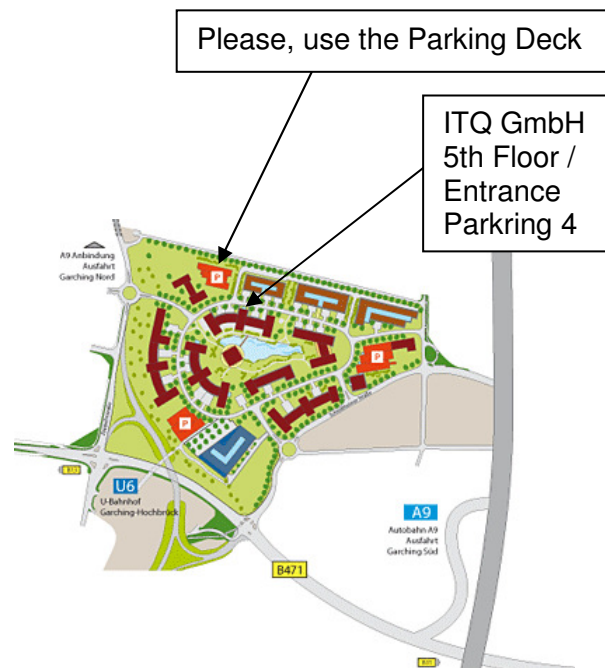 Please, use the Parking Deck
ITQ GmbH
5th Floor /
Entrance
Parkring 4
A9 Anbindung
Ausfahrt
Garching Nord
P
P
P
U6
U-Bahnhof
Garching-Hochbrück
A9
Autobahn A9
Ausfahrt
Garching Süd
B471